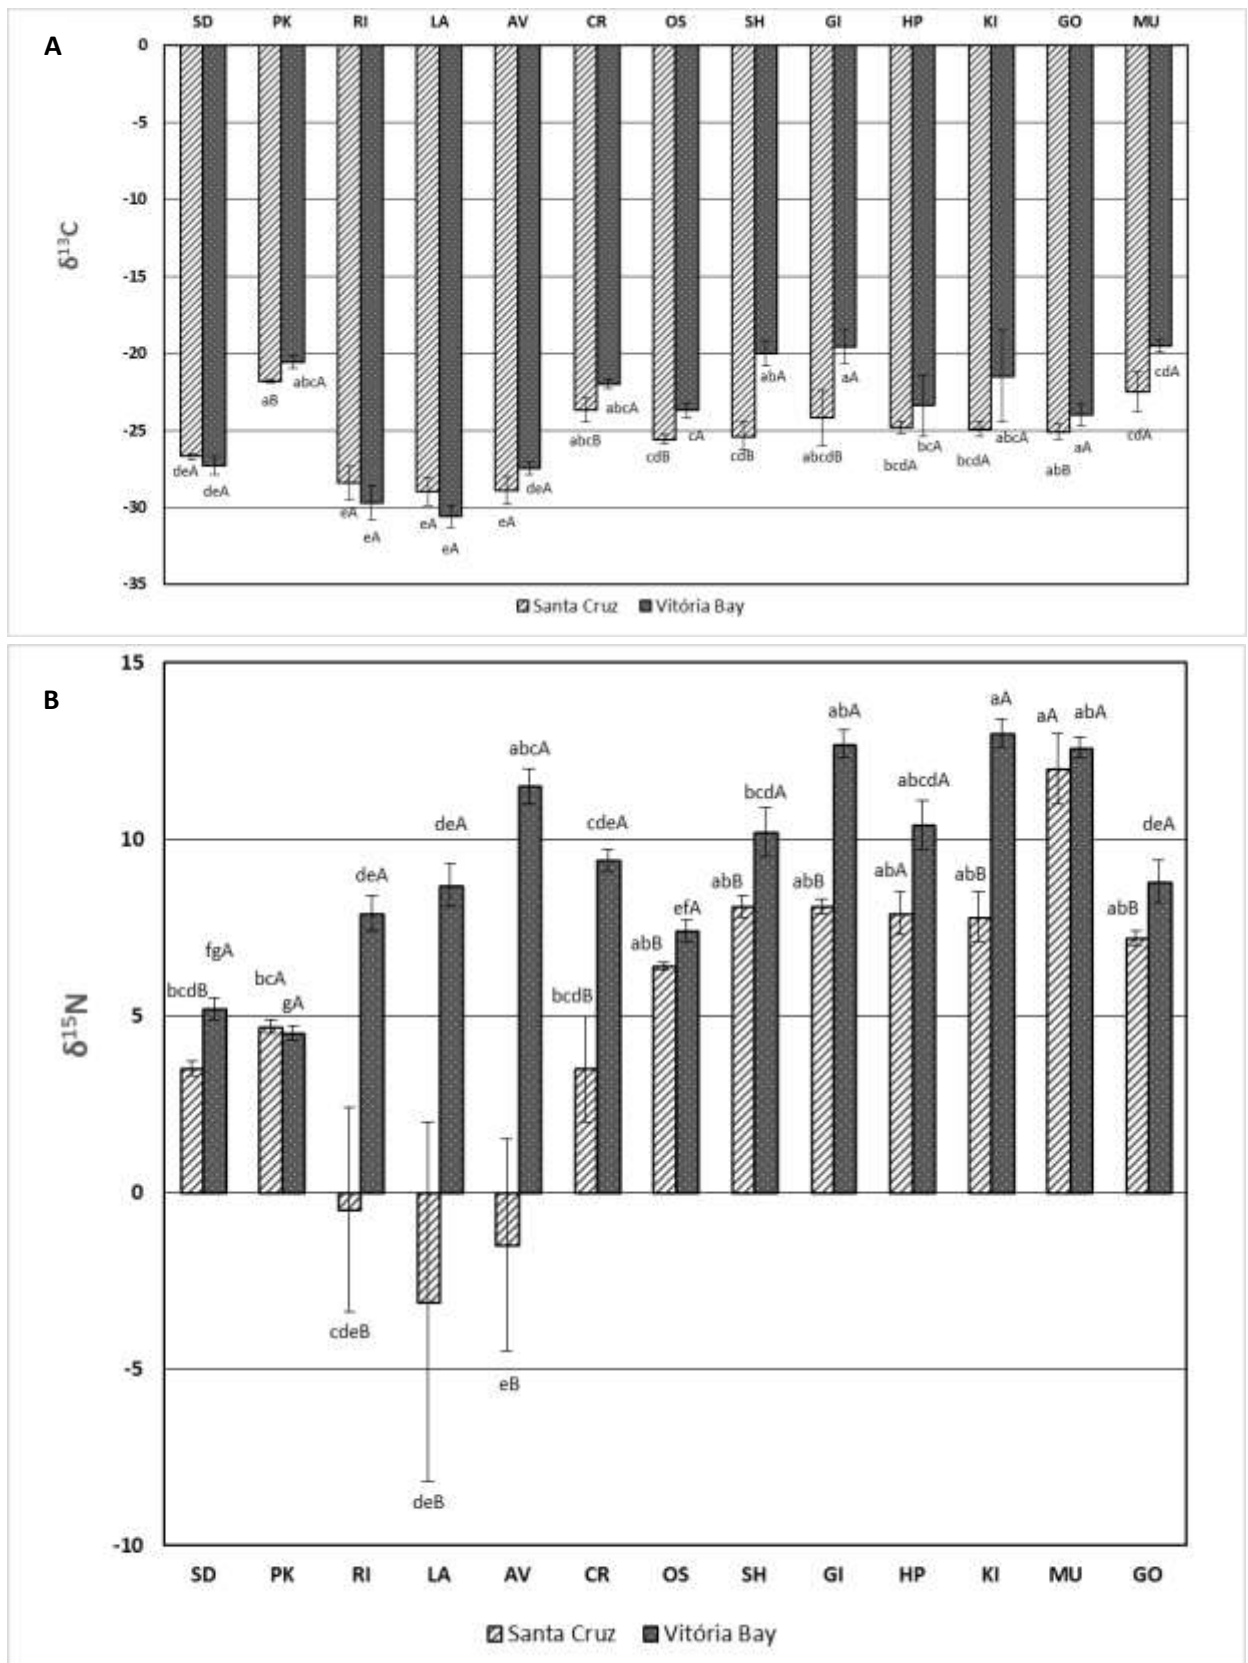 A
SD PK RI LA AV CR OS SH GI HP KI GO MU
0
-5
-10
-15
-20
-25
-30
-35
δ13C
deA deA aB abcA eA eA eA eA eA deA abcB abcA cdB cA cdB abA abcdB aA bcdA bcA bcdA abcA abB aA cdA cdA
Santa Cruz Vitória Bay
B
15
10
5
0
-5
-10
δ15N
bcdB fgA bcA gA cdeB deA deB deA eB abcA bcdB cdeA abB efA abB bcdA abB abA abA abcdA abB aA aA abA abB deA
SD PK RI LA AV CR OS SH GI HP KI MU GO
Santa Cruz Vitória Bay